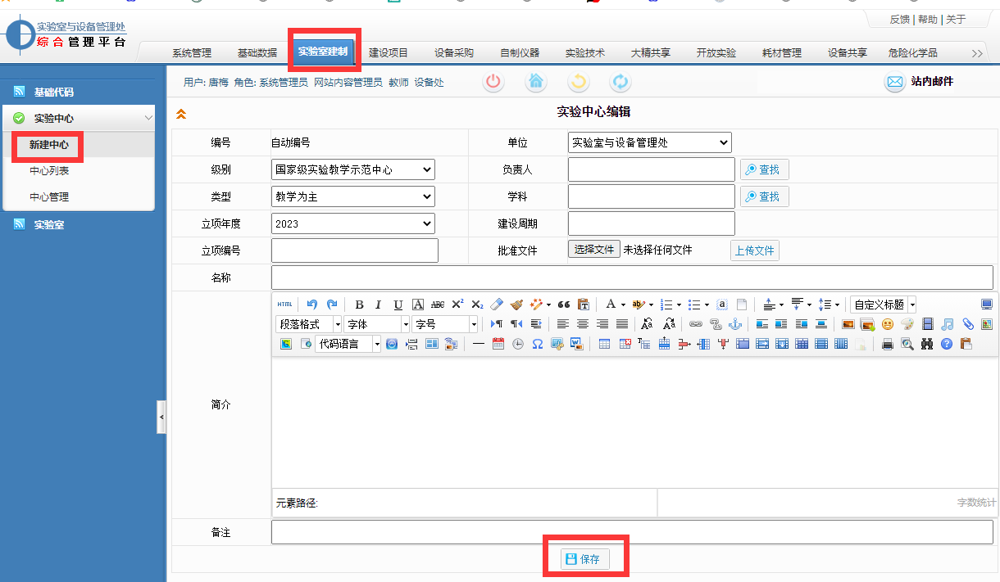 反馈 | 帮助 | 关于
实验室与设备管理处
综合管理平台
系统管理 基础数据 实验室建制 建设项目 设备采购 自制仪器 实验技术 大精共享 开放实验 耗材管理 设备共享 危险化学品 >>
用户: 唐梅 角色: 系统管理员 网站内容管理员 教师 设备处 站内邮件
基础代码
实验中心
新建中心
中心列表
中心管理
实验室
实验中心编辑
编号 自动编号 单位 实验室与设备管理处
级别 国家级实验教学示范中心 负责人 查找
类型 教学为主 学科 查找
立项年度 2023 建设周期
立项编号 批准文件 选择文件 未选择任何文件 上传文件
名称
HTML B I U A ABC X² X₂ A ab a 自定义标题
段落格式 字体 字号 Aa Aa
代码语言
简介
元素路径: 字数统计
备注
保存